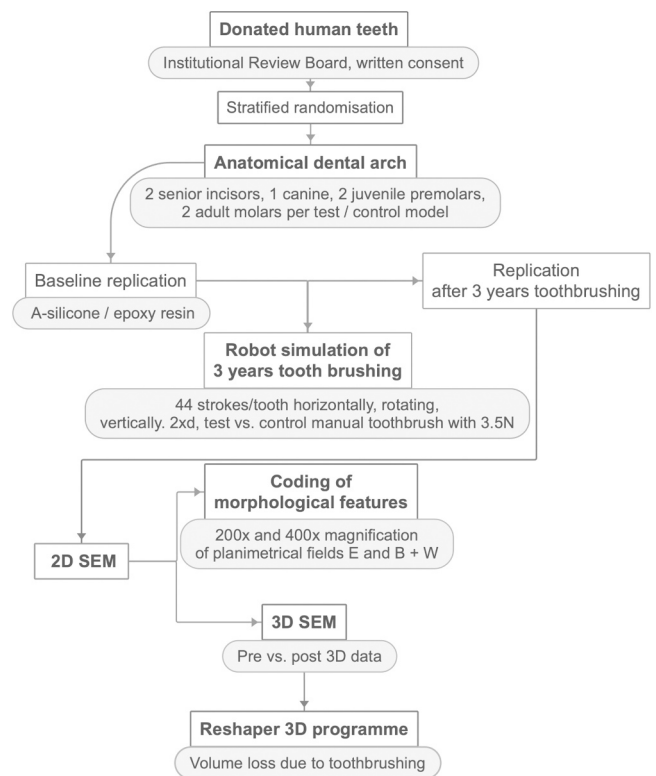 Donated human teeth
Institutional Review Board, written consent
Stratified randomisation
Anatomical dental arch
2 senior incisors, 1 canine, 2 juvenile premolars,
2 adult molars per test / control model
Baseline replication
A-silicone / epoxy resin
Replication
after 3 years toothbrushing
Robot simulation of
3 years tooth brushing
44 strokes/tooth horizontally, rotating,
vertically. 2xd, test vs. control manual toothbrush with 3.5N
Coding of
morphological features
200x and 400x magnification
of planimetrical fields E and B + W
2D SEM
3D SEM
Pre vs. post 3D data
Reshaper 3D programme
Volume loss due to toothbrushing